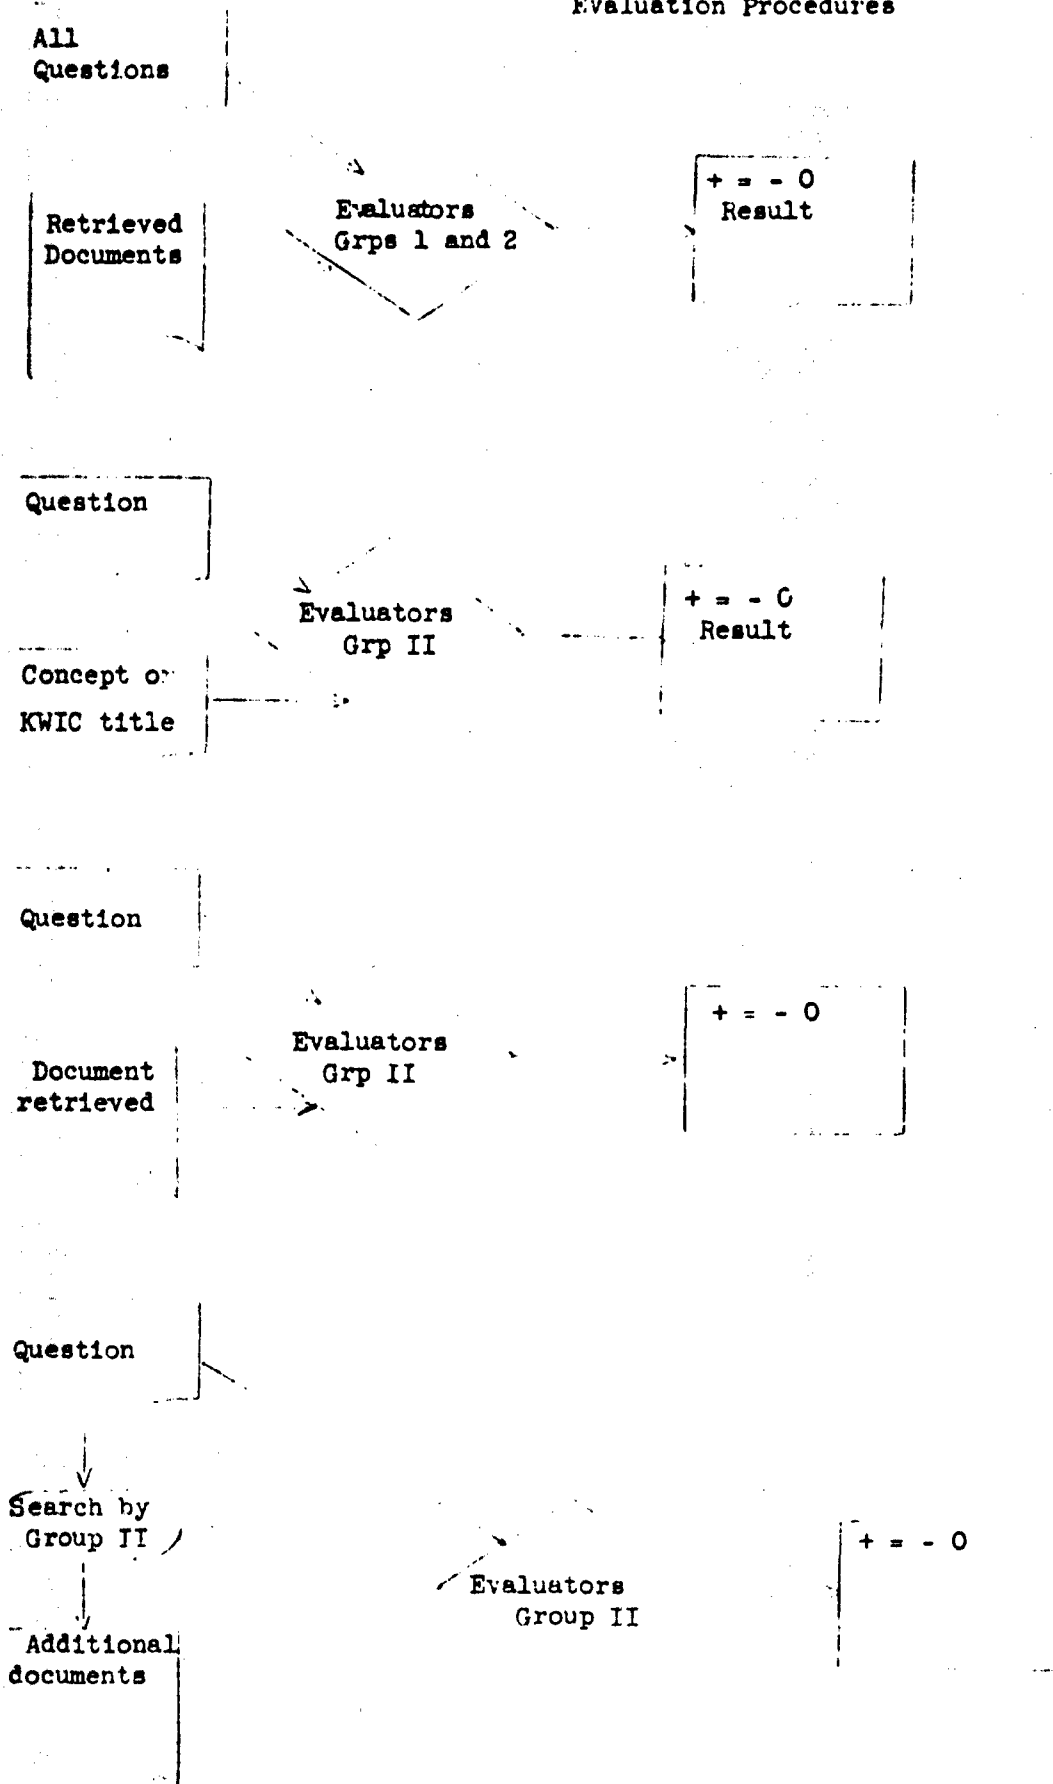 Evaluation Procedures
All
Questions
Retrieved
Documents
Evaluators
Grps 1 and 2
+ = - 0
Result
Question
Concept or
KWIC title
Evaluators
Grp II
+ = - 0
Result
Question
Document
retrieved
Evaluators
Grp II
+ = - 0
Question
Search by
Group II
Additional
documents
Evaluators
Group II
+ = - 0